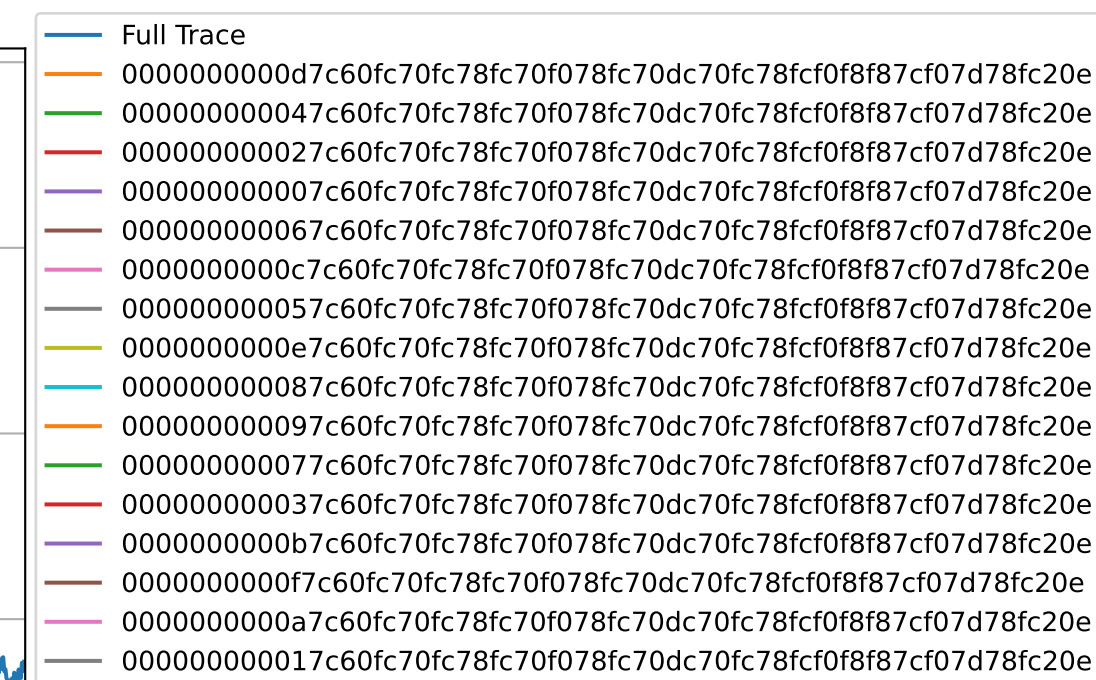 Full Trace
0000000000d7c60fc70fc78fc70f078fc70dc70fc78fcf0f8f87cf07d78fc20e
000000000047c60fc70fc78fc70f078fc70dc70fc78fcf0f8f87cf07d78fc20e
000000000027c60fc70fc78fc70f078fc70dc70fc78fcf0f8f87cf07d78fc20e
000000000007c60fc70fc78fc70f078fc70dc70fc78fcf0f8f87cf07d78fc20e
000000000067c60fc70fc78fc70f078fc70dc70fc78fcf0f8f87cf07d78fc20e
0000000000c7c60fc70fc78fc70f078fc70dc70fc78fcf0f8f87cf07d78fc20e
000000000057c60fc70fc78fc70f078fc70dc70fc78fcf0f8f87cf07d78fc20e
0000000000e7c60fc70fc78fc70f078fc70dc70fc78fcf0f8f87cf07d78fc20e
000000000087c60fc70fc78fc70f078fc70dc70fc78fcf0f8f87cf07d78fc20e
000000000097c60fc70fc78fc70f078fc70dc70fc78fcf0f8f87cf07d78fc20e
000000000077c60fc70fc78fc70f078fc70dc70fc78fcf0f8f87cf07d78fc20e
000000000037c60fc70fc78fc70f078fc70dc70fc78fcf0f8f87cf07d78fc20e
0000000000b7c60fc70fc78fc70f078fc70dc70fc78fcf0f8f87cf07d78fc20e
0000000000f7c60fc70fc78fc70f078fc70dc70fc78fcf0f8f87cf07d78fc20e
0000000000a7c60fc70fc78fc70f078fc70dc70fc78fcf0f8f87cf07d78fc20e
000000000017c60fc70fc78fc70f078fc70dc70fc78fcf0f8f87cf07d78fc20e